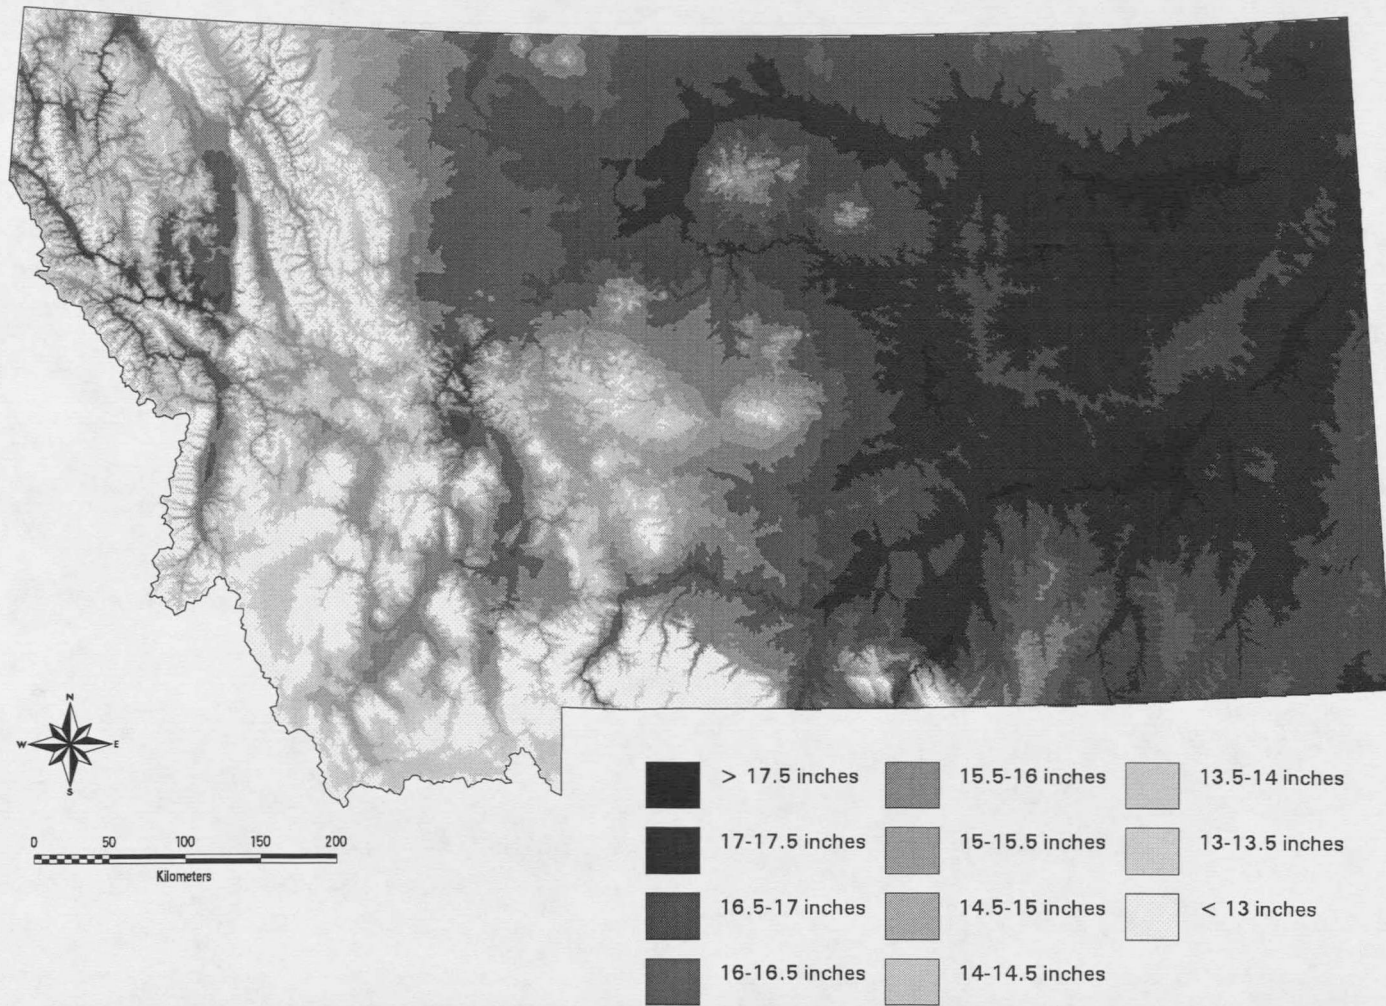 N
W E
S
0 50 100 150 200
Kilometers
> 17.5 inches
17-17.5 inches
16.5-17 inches
16-16.5 inches
15.5-16 inches
15-15.5 inches
14.5-15 inches
14-14.5 inches
13.5-14 inches
13-13.5 inches
< 13 inches